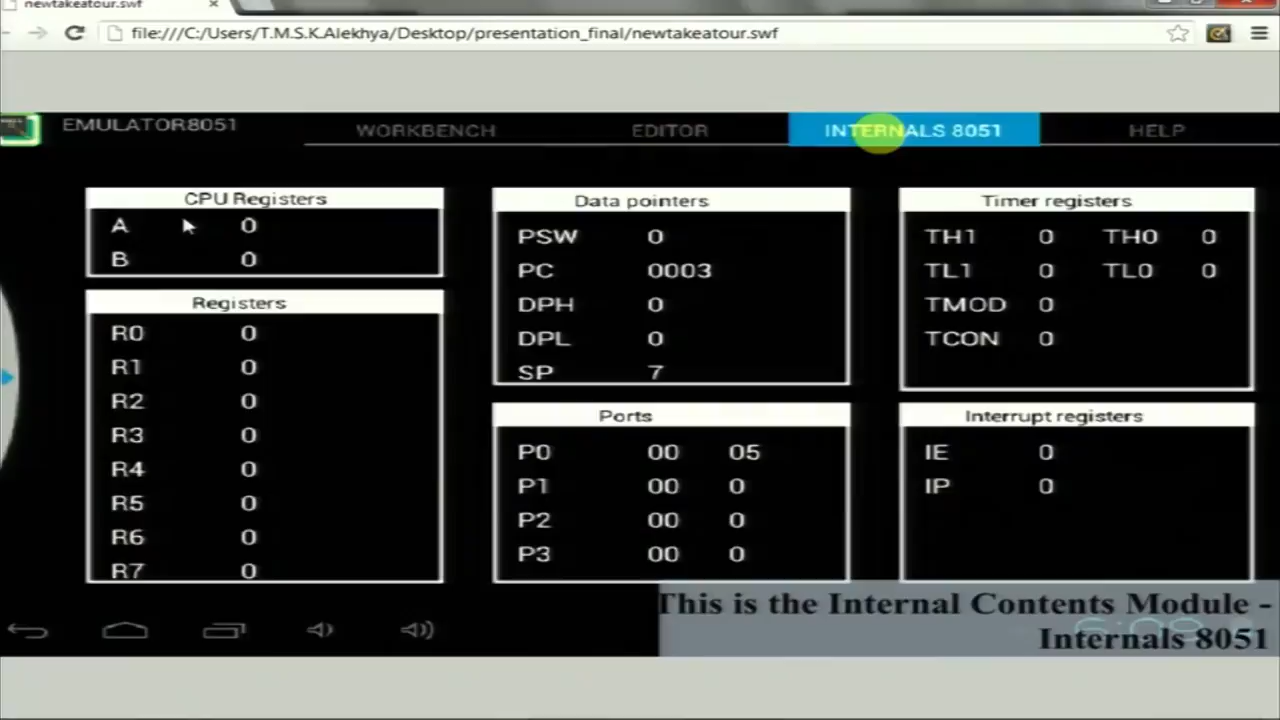 newtakeatour.swf
file:///C:/Users/T.M.S.K.Alekhya/Desktop/presentation_final/newtakeatour.swf
EMULATOR8051 WORKBENCH EDITOR INTERNALS 8051 HELP
CPU Registers
A 0
B 0
Registers
R0 0
R1 0
R2 0
R3 0
R4 0
R5 0
R6 0
R7 0
Data pointers
PSW 0
PC 0003
DPH 0
DPL 0
SP 7
Ports
P0 00 05
P1 00 0
P2 00 0
P3 00 0
Timer registers
TH1 0 TH0 0
TL1 0 TL0 0
TMOD 0
TCON 0
Interrupt registers
IE 0
IP 0
This is the Internal Contents Module -
Internals 8051